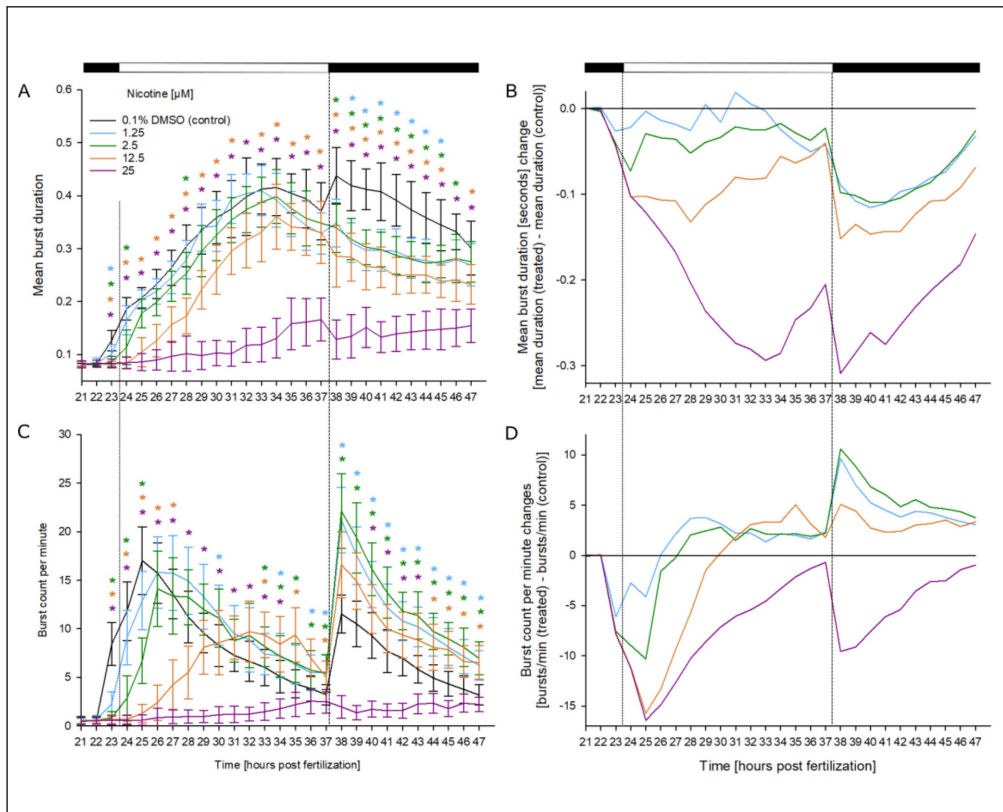 A
Nicotine [µM]
0.1% DMSO (control)
1.25
2.5
12.5
25
Mean burst duration
0.6
0.5
0.4
0.3
0.2
0.1
21 22 23 24 25 26 27 28 29 30 31 32 33 34 35 36 37 38 39 40 41 42 43 44 45 46 47
B
Mean burst duration [seconds] change
[mean duration (treated) - mean duration (control)]
0.0
-0.1
-0.2
-0.3
21 22 23 24 25 26 27 28 29 30 31 32 33 34 35 36 37 38 39 40 41 42 43 44 45 46 47
C
Burst count per minute
30
25
20
15
10
5
0
21 22 23 24 25 26 27 28 29 30 31 32 33 34 35 36 37 38 39 40 41 42 43 44 45 46 47
Time [hours post fertilization]
D
Burst count per minute changes
[bursts/min (treated) - bursts/min (control)]
10
5
0
-5
-10
-15
21 22 23 24 25 26 27 28 29 30 31 32 33 34 35 36 37 38 39 40 41 42 43 44 45 46 47
Time [hours post fertilization]